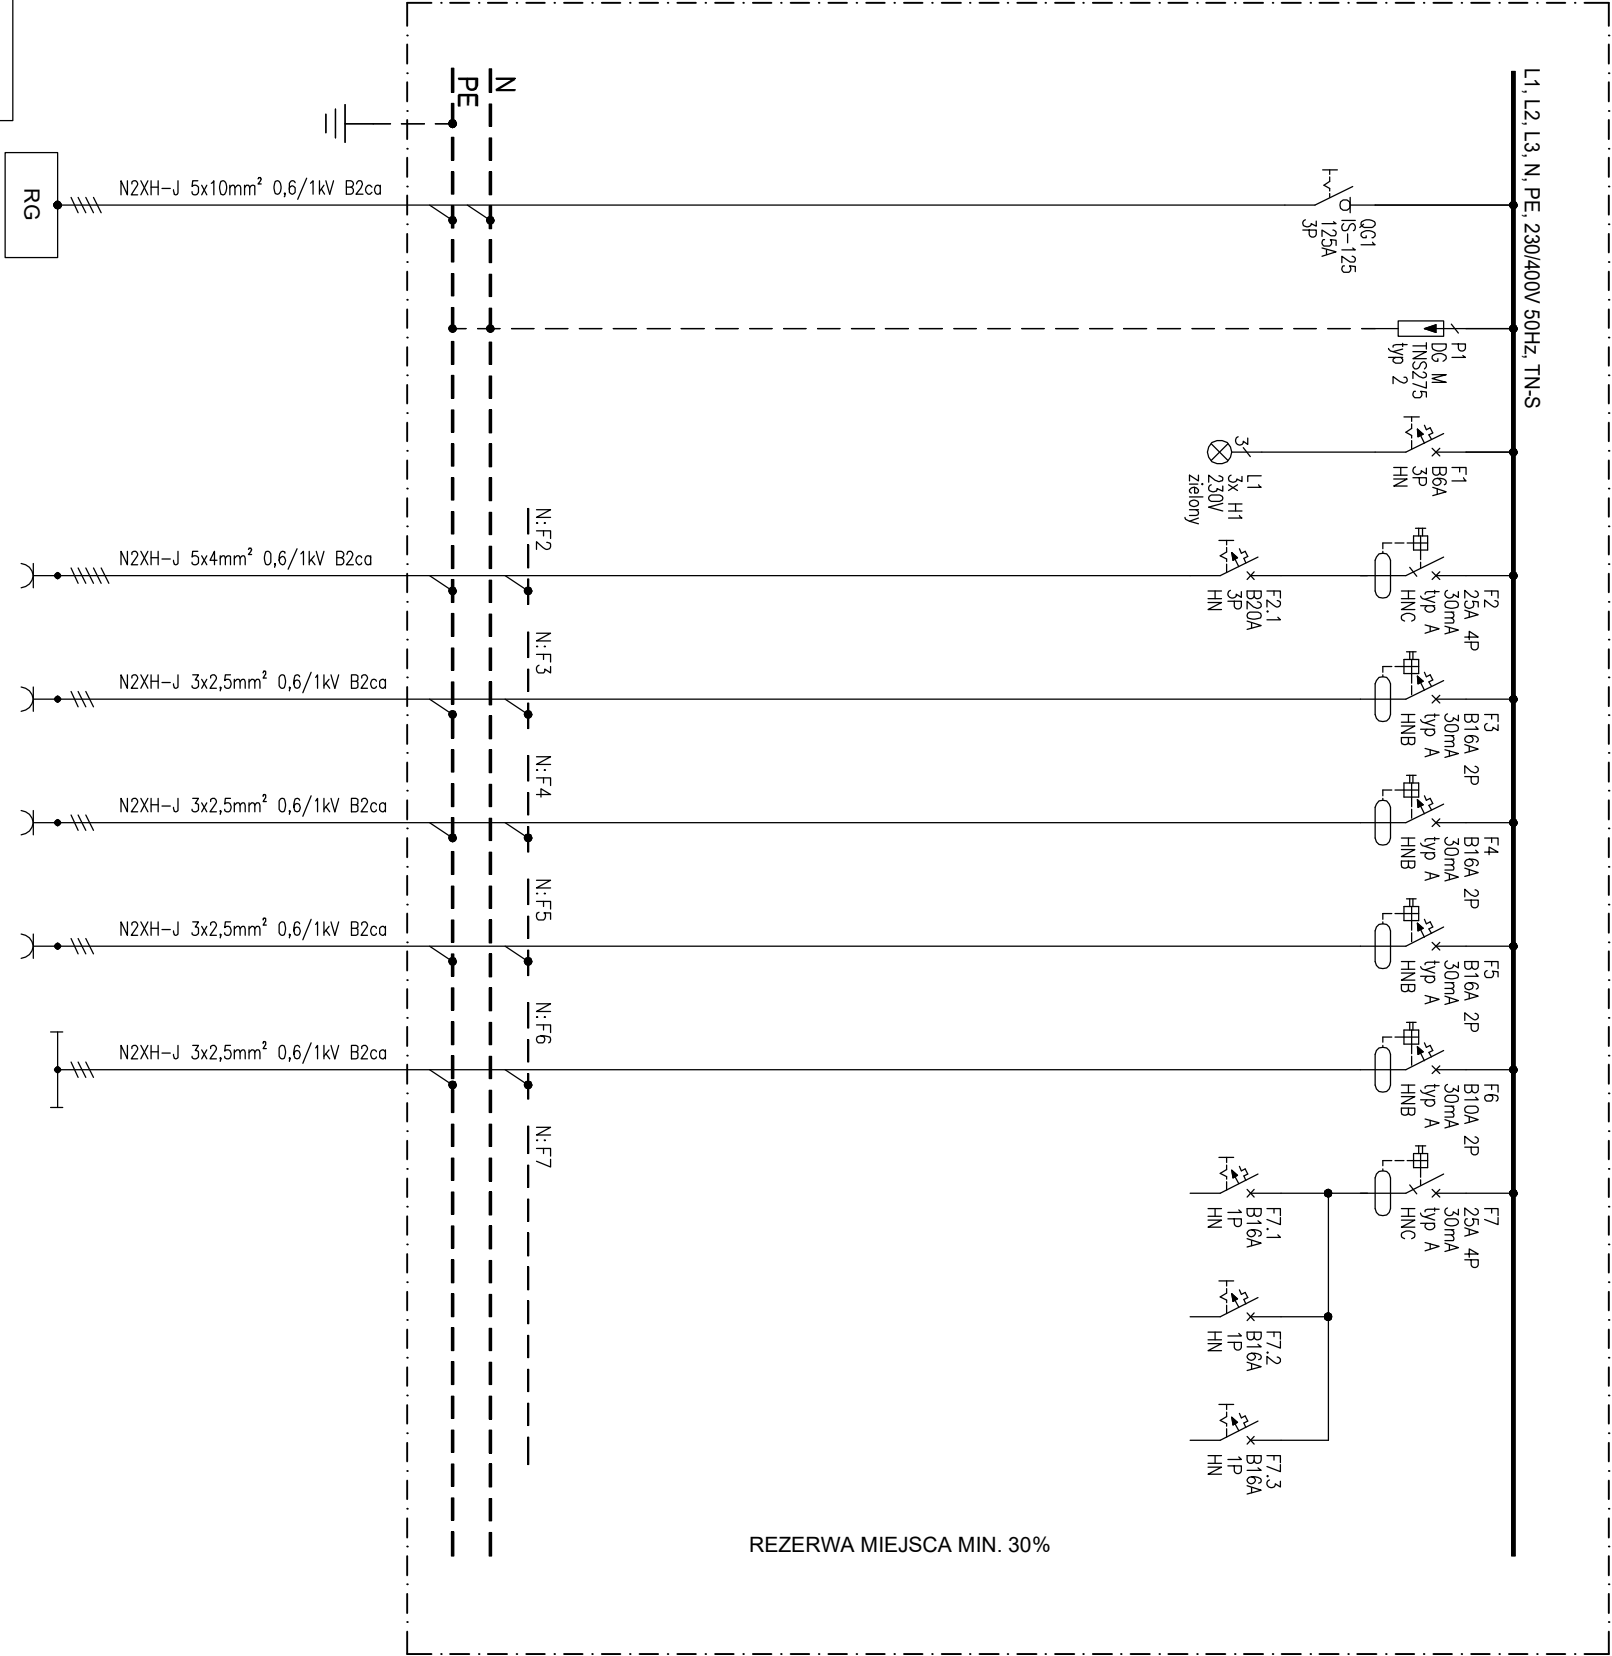 L1, L2, L3, N, PE, 230/400V 50Hz, TN-S
N
PE
RG
N2XH-J 5x10mm² 0,6/1kV B2ca
QG1
IS-125
125A
3P
P1
DG M
TNS275
typ 2
F1
B6A
3P
HN
3
L1
3x H1
230V
zielony
N2XH-J 5x4mm² 0,6/1kV B2ca
N:F2
F2.1
B20A
3P
HN
F2
25A 4P
30mA
typ A
HNC
N2XH-J 3x2,5mm² 0,6/1kV B2ca
N:F3
F3
B16A 2P
30mA
typ A
HNB
N2XH-J 3x2,5mm² 0,6/1kV B2ca
N:F4
F4
B16A 2P
30mA
typ A
HNB
N2XH-J 3x2,5mm² 0,6/1kV B2ca
N:F5
F5
B16A 2P
30mA
typ A
HNB
N2XH-J 3x2,5mm² 0,6/1kV B2ca
N:F6
F6
B10A 2P
30mA
typ A
HNB
N:F7
F7
25A 4P
30mA
typ A
HNC
F7.1
B16A
1P
HN
F7.2
B16A
1P
HN
F7.3
B16A
1P
HN
REZERWA MIEJSCA MIN. 30%